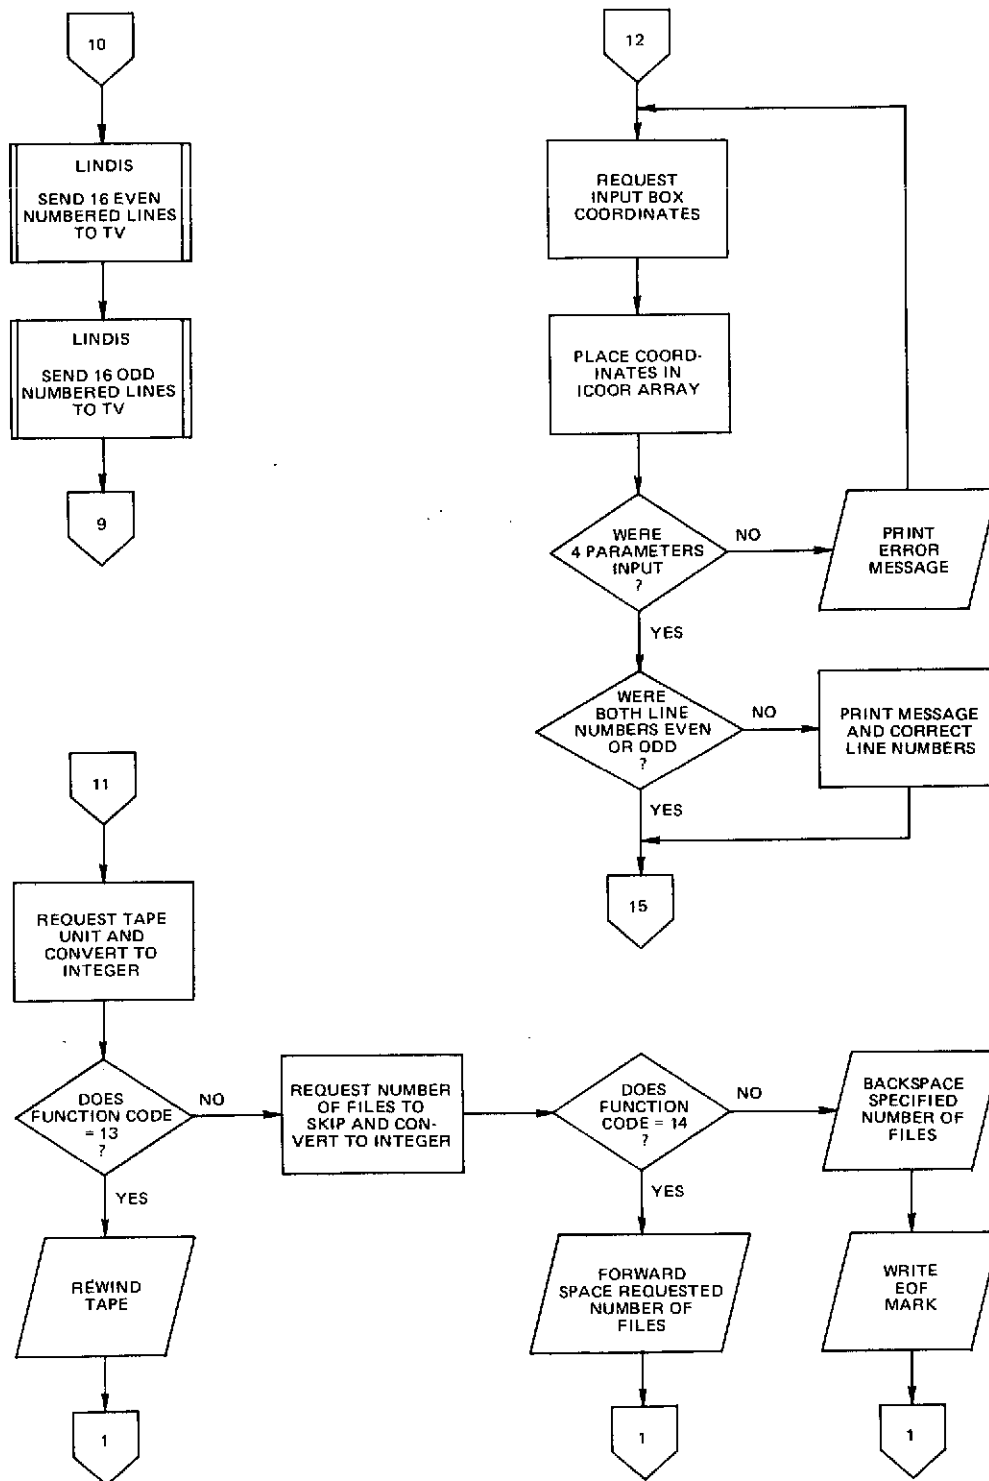 10
LINDIS
SEND 16 EVEN
NUMBERED LINES
TO TV
LINDIS
SEND 16 ODD
NUMBERED LINES
TO TV
9
12
REQUEST
INPUT BOX
COORDINATES
PLACE COORD-
INATES IN
ICOOR ARRAY
WERE
4 PARAMETERS
INPUT
?
NO
PRINT
ERROR
MESSAGE
YES
WERE
BOTH LINE
NUMBERS EVEN
OR ODD
?
NO
PRINT MESSAGE
AND CORRECT
LINE NUMBERS
YES
15
11
REQUEST TAPE
UNIT AND
CONVERT TO
INTEGER
DOES
FUNCTION CODE
= 13
?
NO
REQUEST NUMBER
OF FILES TO
SKIP AND CON-
VERT TO INTEGER
DOES
FUNCTION
CODE = 14
?
NO
BACKSPACE
SPECIFIED
NUMBER OF
FILES
YES
REWIND
TAPE
YES
FORWARD
SPACE REQUESTED
NUMBER OF
FILES
WRITE
EOF
MARK
1
1
1